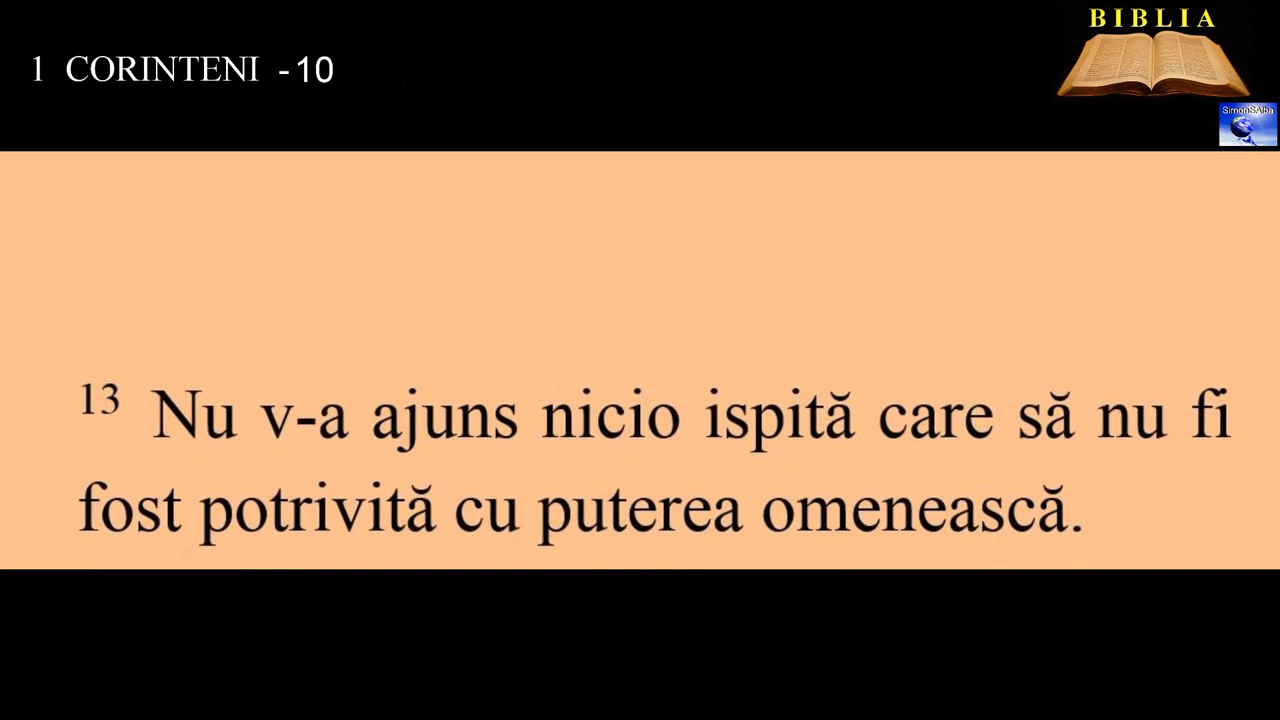 BIBLIA
1 CORINTENI - 10
SimonSAlba
13 Nu v-a ajuns nicio ispită care să nu fi
fost potrivită cu puterea omenească.